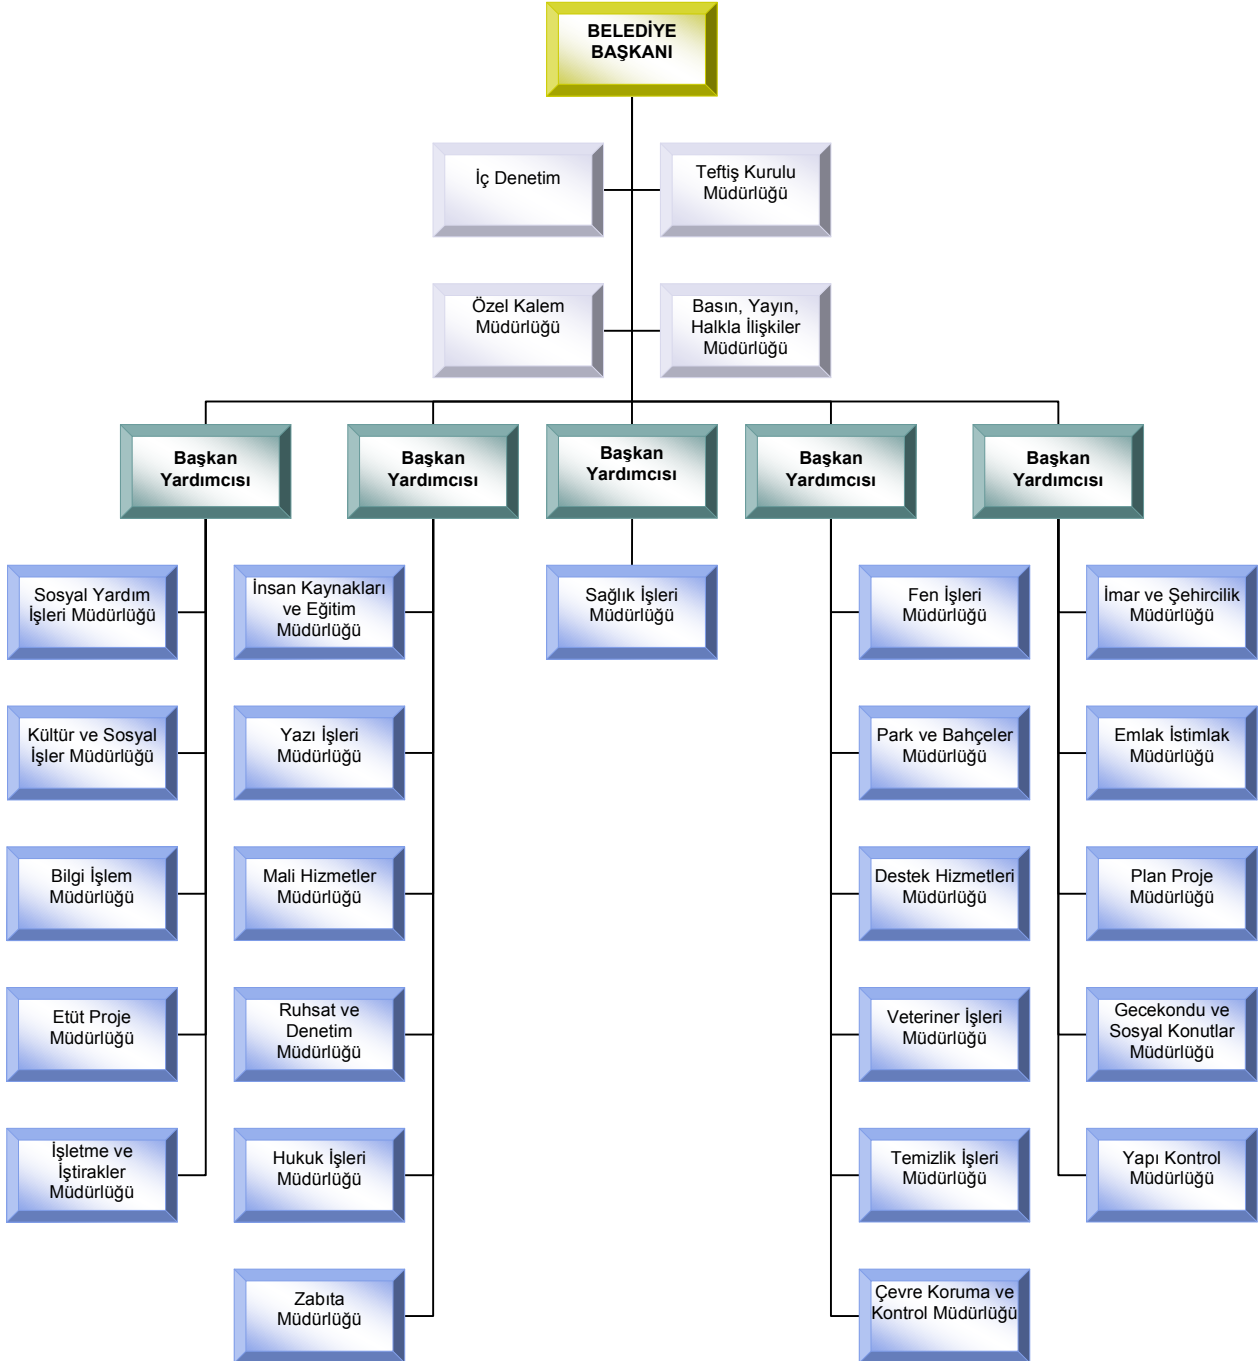 BELEDİYE
BAŞKANI
İç Denetim
Teftiş Kurulu
Müdürlüğü
Özel Kalem
Müdürlüğü
Basın, Yayın,
Halkla İlişkiler
Müdürlüğü
Başkan
Yardımcısı
Başkan
Yardımcısı
Başkan
Yardımcısı
Başkan
Yardımcısı
Başkan
Yardımcısı
Sosyal Yardım
İşleri Müdürlüğü
İnsan Kaynakları
ve Eğitim
Müdürlüğü
Sağlık İşleri
Müdürlüğü
Fen İşleri
Müdürlüğü
İmar ve Şehircilik
Müdürlüğü
Kültür ve Sosyal
İşler Müdürlüğü
Yazı İşleri
Müdürlüğü
Park ve Bahçeler
Müdürlüğü
Emlak İstimlak
Müdürlüğü
Bilgi İşlem
Müdürlüğü
Mali Hizmetler
Müdürlüğü
Destek Hizmetleri
Müdürlüğü
Plan Proje
Müdürlüğü
Etüt Proje
Müdürlüğü
Ruhsat ve
Denetim
Müdürlüğü
Veteriner İşleri
Müdürlüğü
Gecekondu ve
Sosyal Konutlar
Müdürlüğü
İşletme ve
İştirakler
Müdürlüğü
Hukuk İşleri
Müdürlüğü
Temizlik İşleri
Müdürlüğü
Yapı Kontrol
Müdürlüğü
Zabıta
Müdürlüğü
Çevre Koruma ve
Kontrol Müdürlüğü